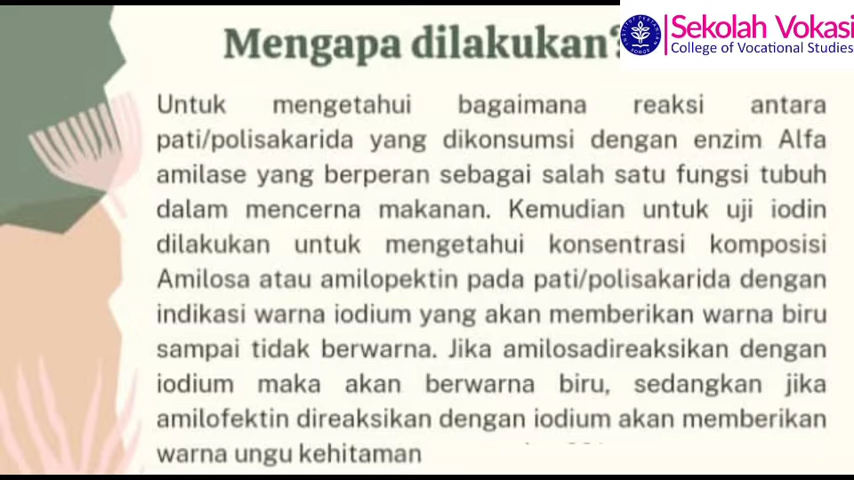 Mengapa dilakukan?
Sekolah Vokasi
College of Vocational Studies
Untuk mengetahui bagaimana reaksi antara
pati/polisakarida yang dikonsumsi dengan enzim Alfa
amilase yang berperan sebagai salah satu fungsi tubuh
dalam mencerna makanan. Kemudian untuk uji iodin
dilakukan untuk mengetahui konsentrasi komposisi
Amilosa atau amilopektin pada pati/polisakarida dengan
indikasi warna iodium yang akan memberikan warna biru
sampai tidak berwarna. Jika amilosadireaksikan dengan
iodium maka akan berwarna biru, sedangkan jika
amilofektin direaksikan dengan iodium akan memberikan
warna ungu kehitaman